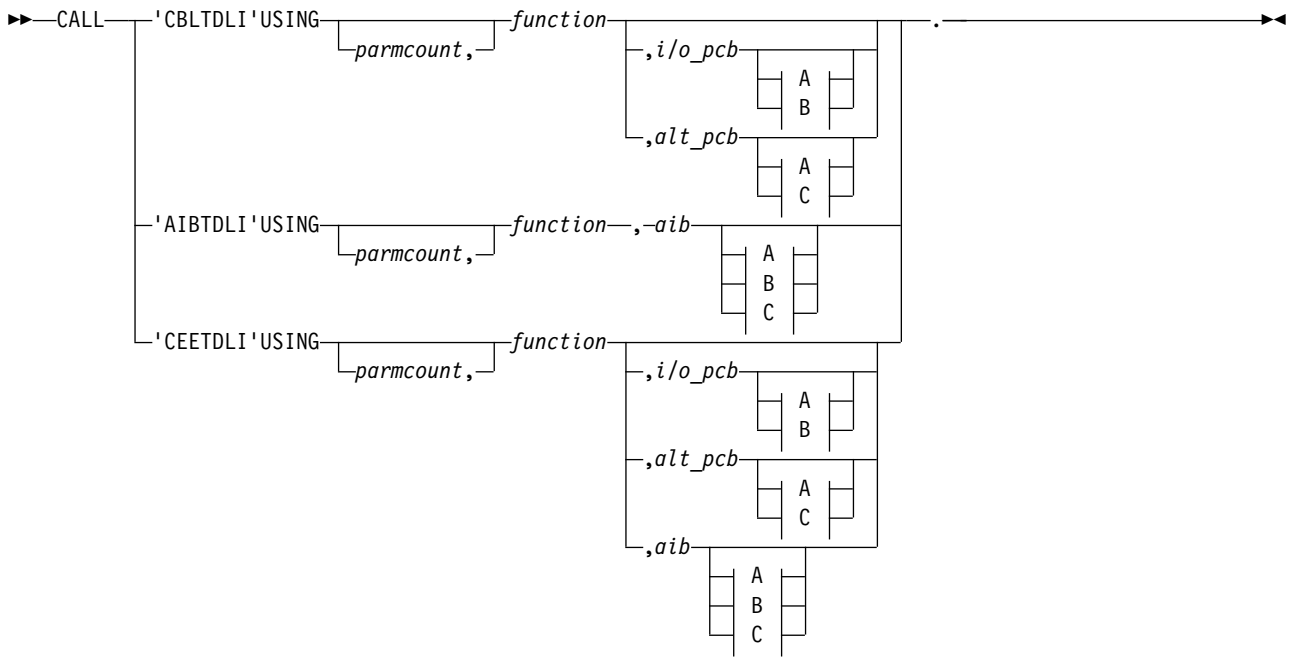 CALL 'CBLTDLI'USING parmcount, function .
,i/o_pcb
A
B
,alt_pcb
A
C
'AIBTDLI'USING parmcount, function , aib
A
B
C
'CEETDLI'USING parmcount, function
,i/o_pcb
A
B
,alt_pcb
A
C
,aib
A
B
C